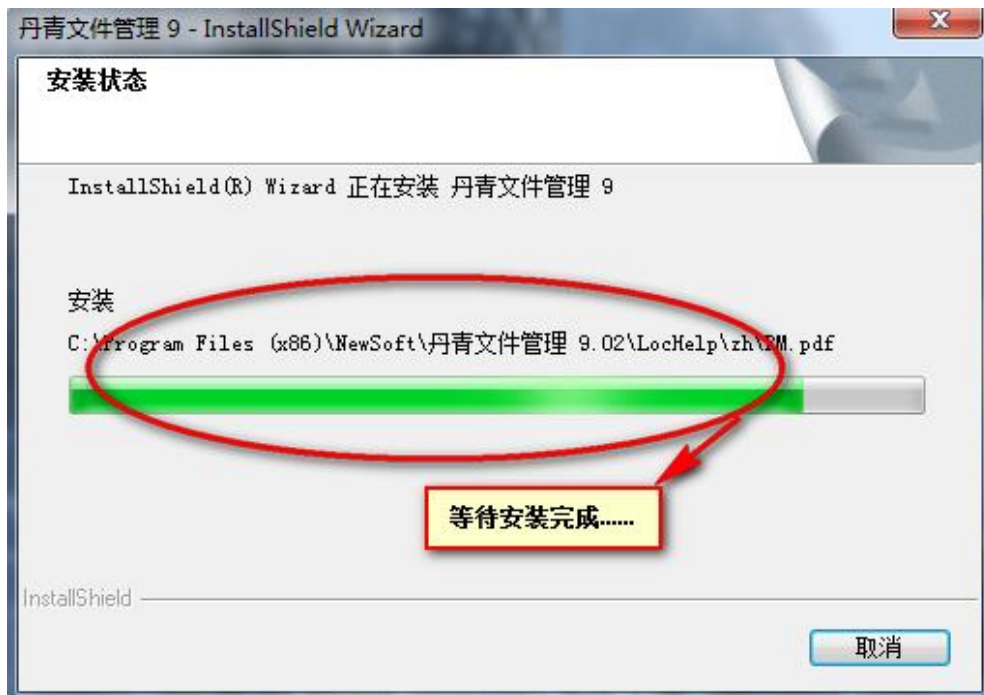 丹青文件管理 9 - InstallShield Wizard
安装状态
InstallShield(R) Wizard 正在安装 丹青文件管理 9
安装
C:\Program Files (x86)\NewSoft\丹青文件管理 9.02\LocHelp\zh\PM.pdf
等待安装完成......
InstallShield
取消